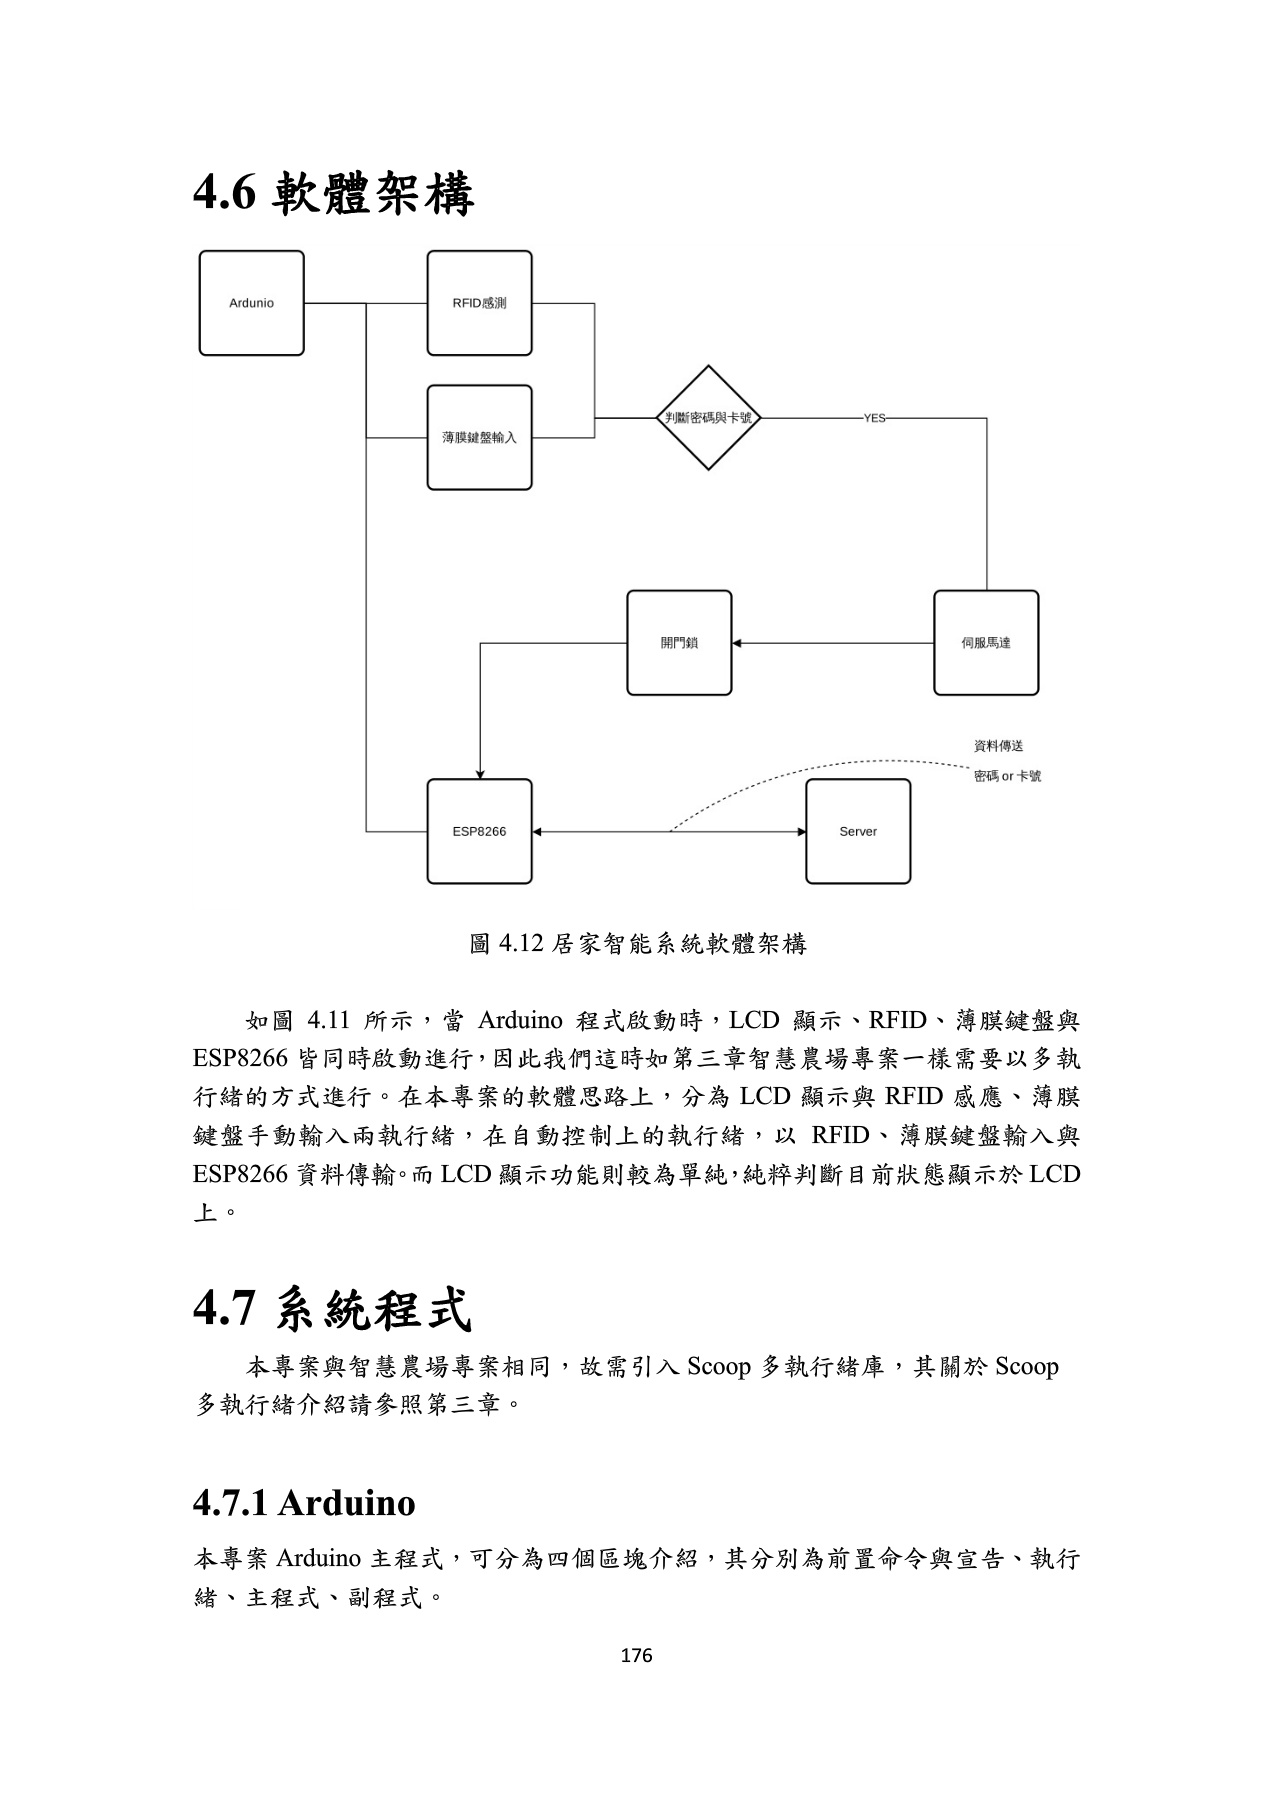 4.6 軟體架構
Ardunio
RFID感測
薄膜鍵盤輸入
判斷密碼與卡號
YES
開門鎖
伺服馬達
資料傳送
密碼 or 卡號
ESP8266
Server
圖 4.12 居家智能系統軟體架構
如圖 4.11 所示，當 Arduino 程式啟動時，LCD 顯示、RFID、薄膜鍵盤與
ESP8266 皆同時啟動進行，因此我們這時如第三章智慧農場專案一樣需要以多執
行緒的方式進行。在本專案的軟體思路上，分為 LCD 顯示與 RFID 感應、薄膜
鍵盤手動輸入兩執行緒，在自動控制上的執行緒，以 RFID、薄膜鍵盤輸入與
ESP8266 資料傳輸。而 LCD 顯示功能則較為單純，純粹判斷目前狀態顯示於 LCD
上。
4.7 系統程式
本專案與智慧農場專案相同，故需引入 Scoop 多執行緒庫，其關於 Scoop
多執行緒介紹請參照第三章。
4.7.1 Arduino
本專案 Arduino 主程式，可分為四個區塊介紹，其分別為前置命令與宣告、執行
緒、主程式、副程式。
176